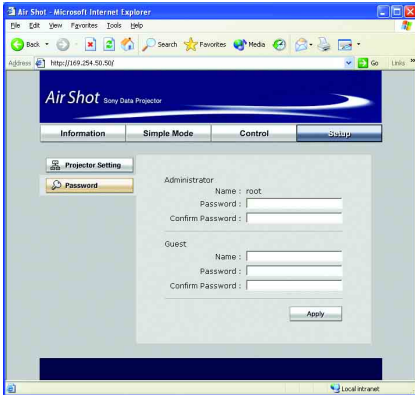 Air Shot - Microsoft Internet Explorer
File Edit View Favorites Tools Help
Back Search Favorites Media
Address http://169.254.50.50/ Go Links »
Air Shot Sony Data Projector
Information Simple Mode Control Setup
Projector Setting
Password
Administrator
Name : root
Password :
Confirm Password :
Guest
Name :
Password :
Confirm Password :
Apply
Local intranet